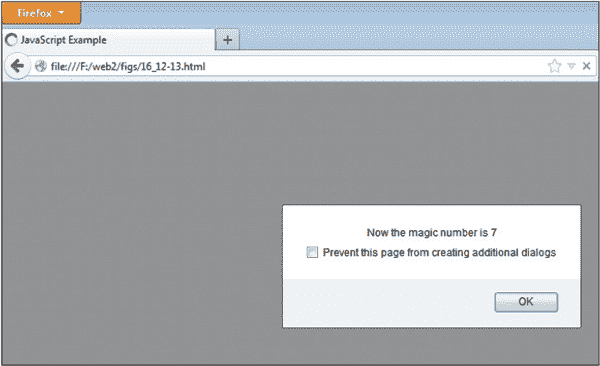 Firefox
JavaScript Example
file:///F:/web2/figs/16_12-13.html
Now the magic number is 7
Prevent this page from creating additional dialogs
OK